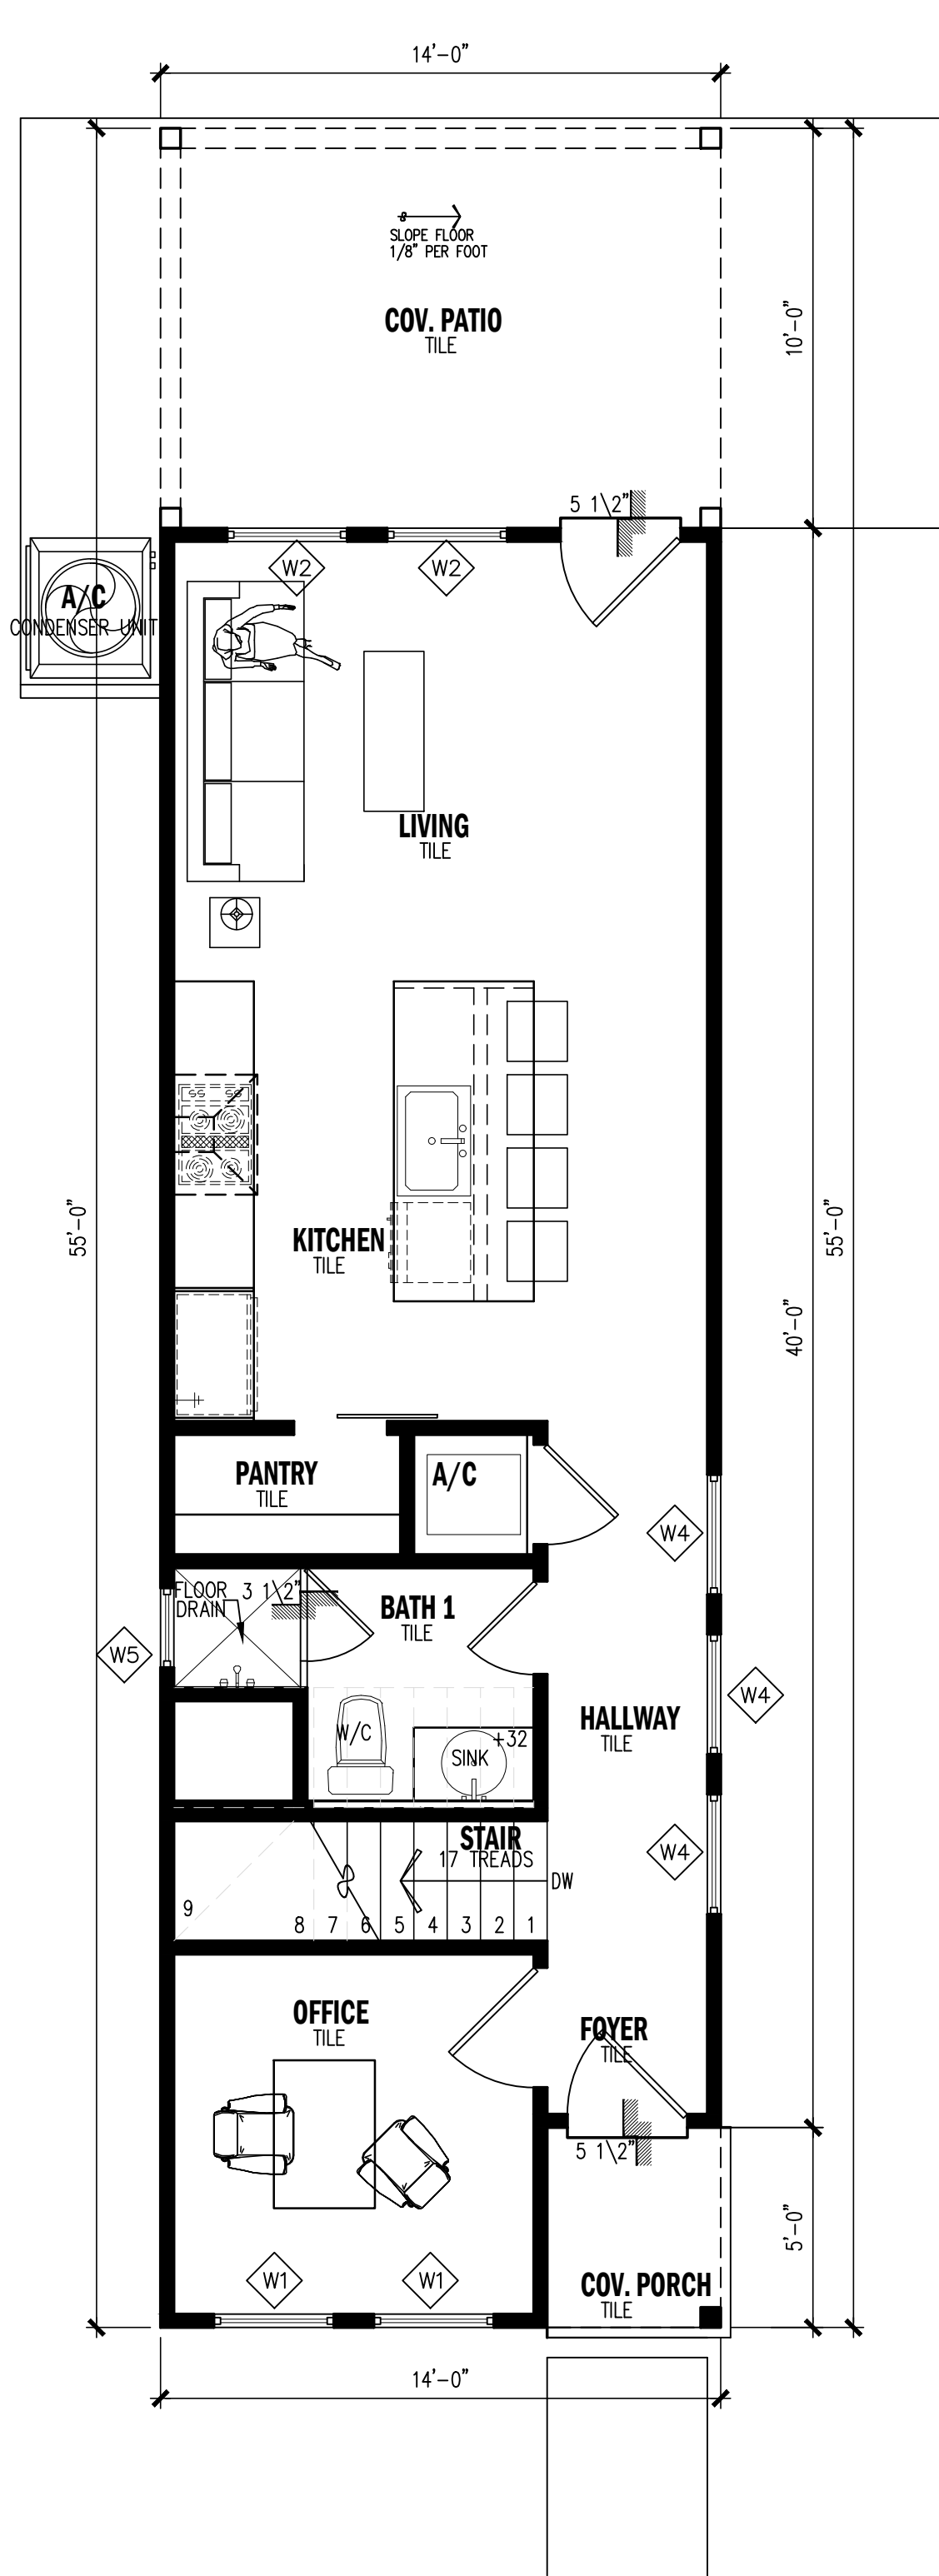 14'-0"
SLOPE FLOOR
1/8" PER FOOT
COV. PATIO
TILE
10'-0"
5 1\2"
W2
W2
A/C
CONDENSER UNIT
LIVING
TILE
55'-0"
55'-0"
KITCHEN
TILE
40'-0"
PANTRY
TILE
A/C
W4
FLOOR 3 1\2"
DRAIN
BATH 1
TILE
W5
W4
HALLWAY
TILE
W/C
SINK
+32
STAIR
17 TREADS
W4
DW
9
8 7 6 5 4 3 2 1
OFFICE
TILE
FOYER
TILE
5 1\2"
5'-0"
W1
W1
COV. PORCH
TILE
14'-0"